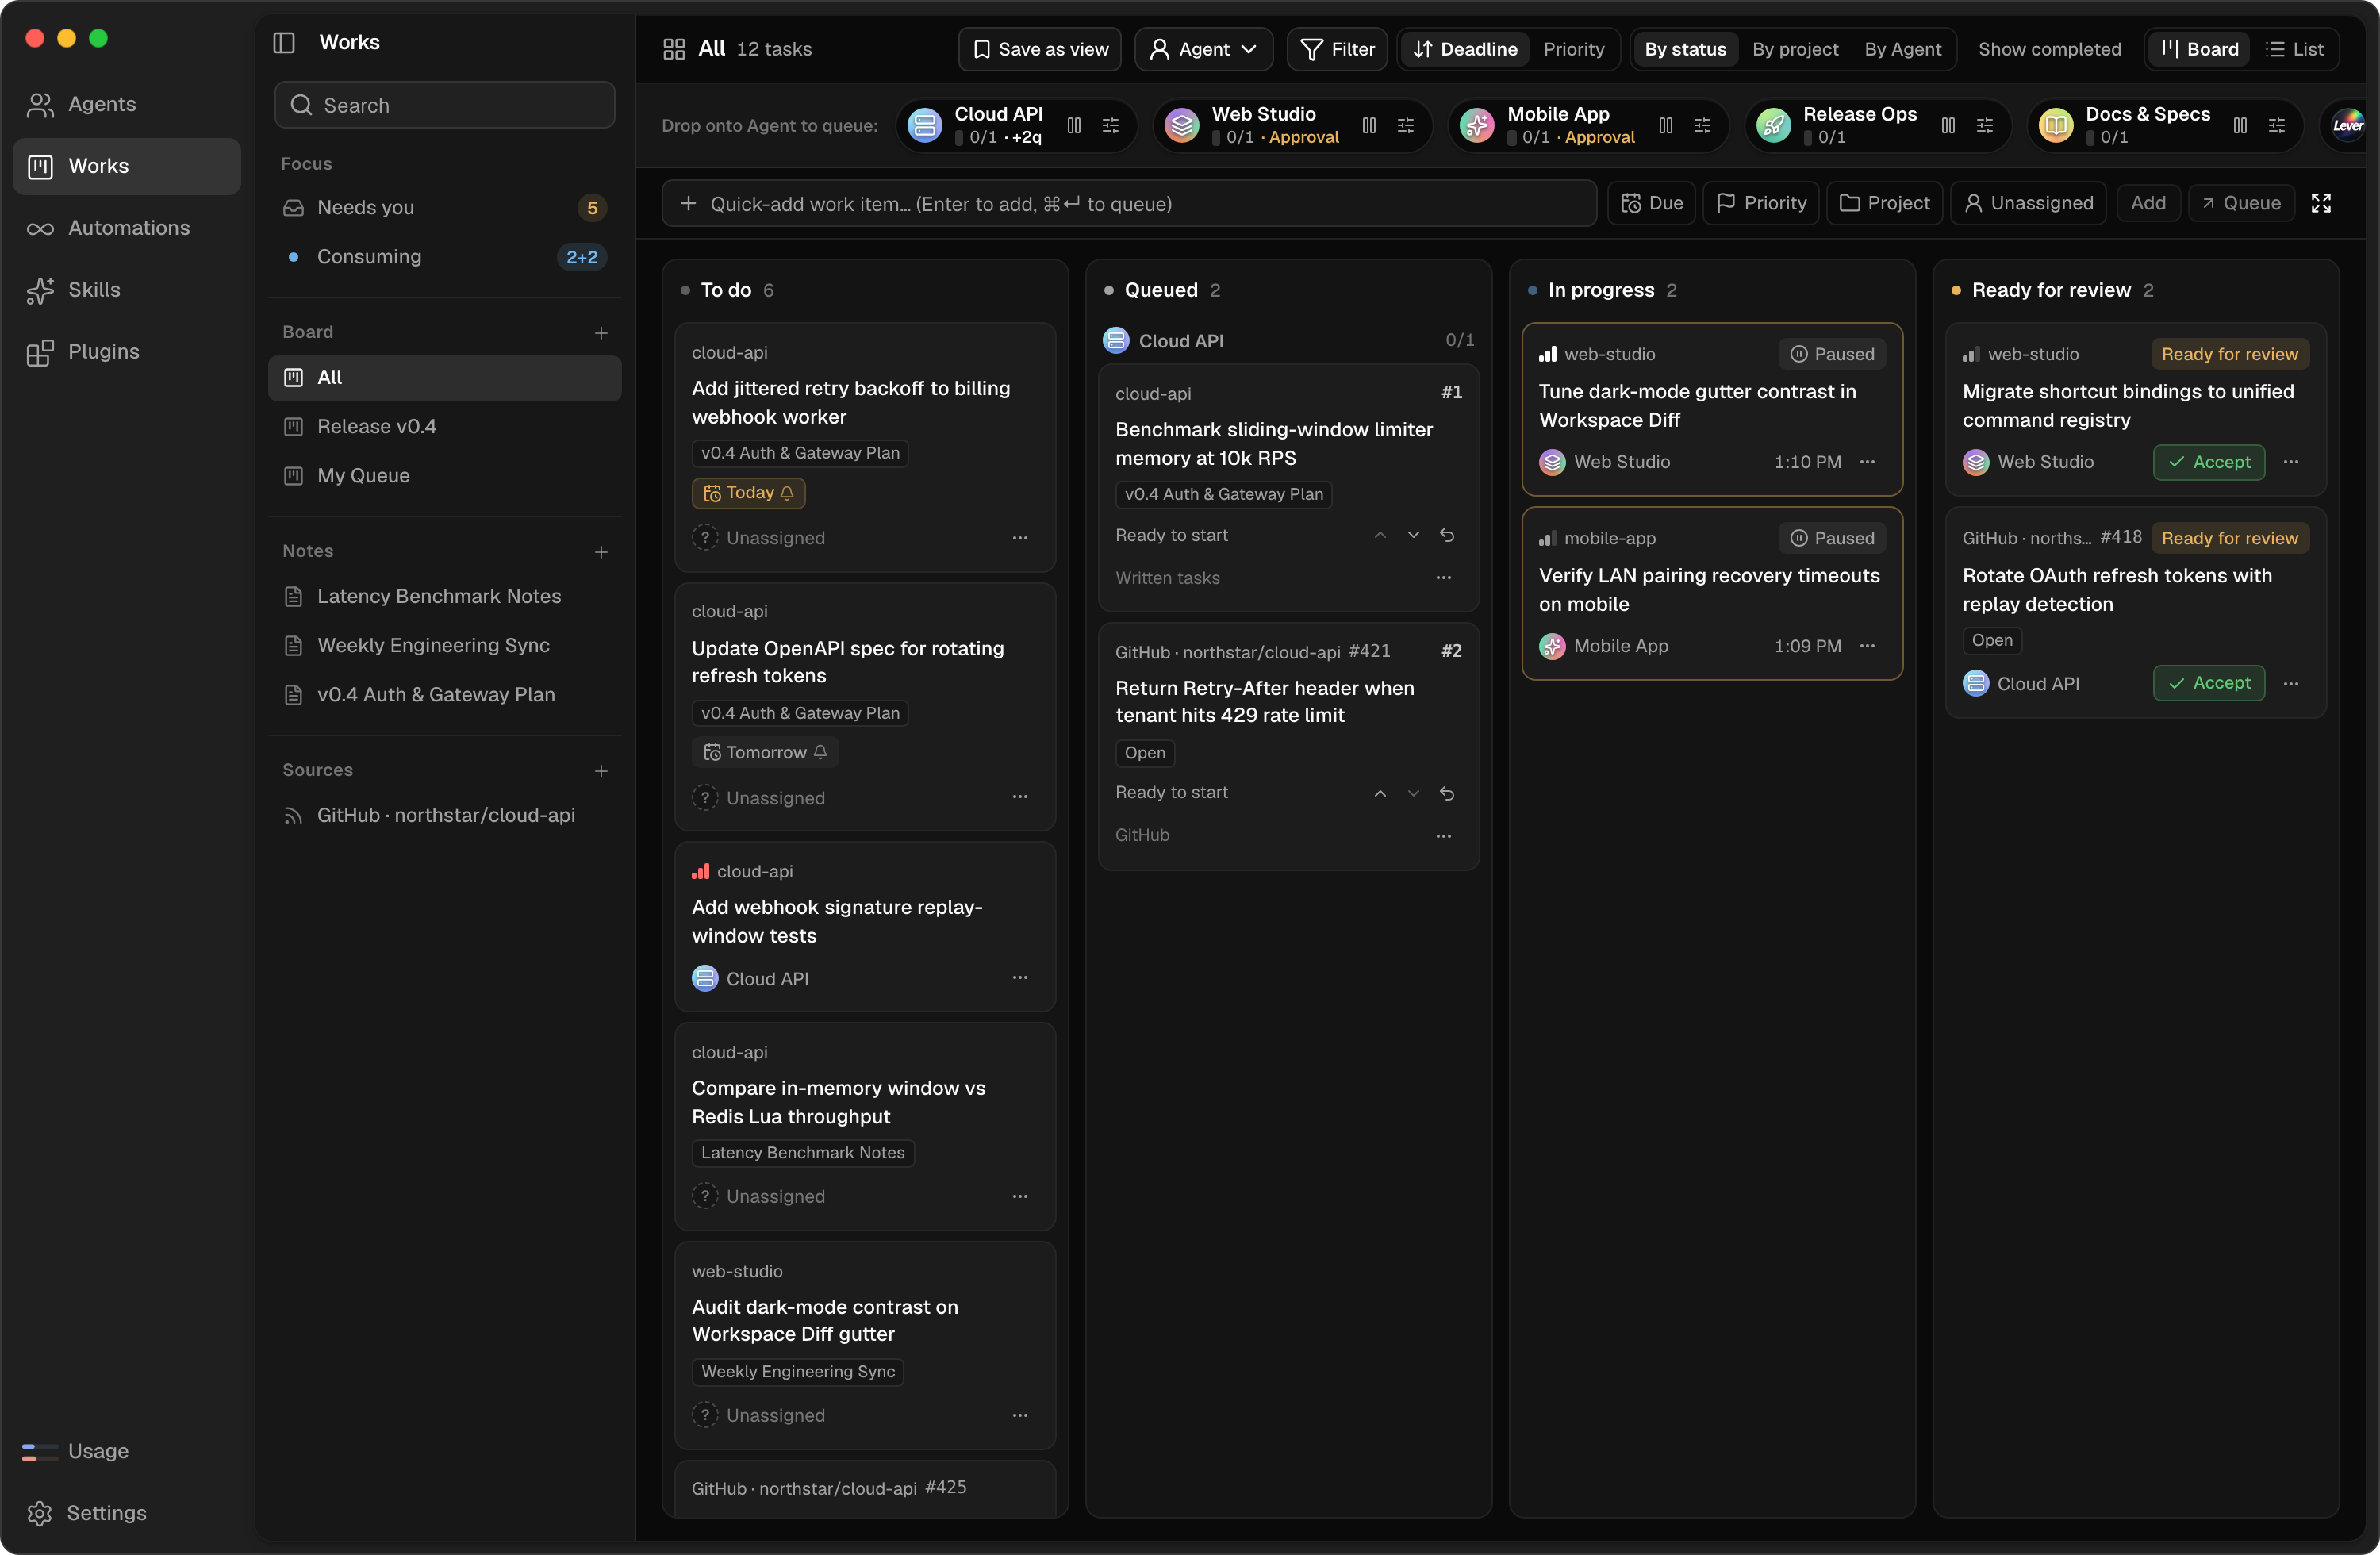 Agents
Works
Automations
Skills
Plugins
Usage
Settings
Works
Search
Focus
Needs you 5
Consuming 2+2
Board
All
Release v0.4
My Queue
Notes
Latency Benchmark Notes
Weekly Engineering Sync
v0.4 Auth & Gateway Plan
Sources
GitHub · northstar/cloud-api
All 12 tasks
Save as view
Agent
Filter
Deadline Priority
By status By project By Agent
Show completed
Board List
Drop onto Agent to queue:
Cloud API
0/1 · +2q
Web Studio
0/1 · Approval
Mobile App
0/1 · Approval
Release Ops
0/1
Docs & Specs
0/1
Lever
+ Quick-add work item... (Enter to add, ⌘↵ to queue)
Due
Priority
Project
Unassigned
Add
Queue
To do 6
cloud-api
Add jittered retry backoff to billing
webhook worker
v0.4 Auth & Gateway Plan
Today
? Unassigned
cloud-api
Update OpenAPI spec for rotating
refresh tokens
v0.4 Auth & Gateway Plan
Tomorrow
? Unassigned
cloud-api
Add webhook signature replay-
window tests
Cloud API
cloud-api
Compare in-memory window vs
Redis Lua throughput
Latency Benchmark Notes
? Unassigned
web-studio
Audit dark-mode contrast on
Workspace Diff gutter
Weekly Engineering Sync
? Unassigned
GitHub · northstar/cloud-api #425
Queued 2
Cloud API 0/1
cloud-api #1
Benchmark sliding-window limiter
memory at 10k RPS
v0.4 Auth & Gateway Plan
Ready to start
Written tasks
GitHub · northstar/cloud-api #421 #2
Return Retry-After header when
tenant hits 429 rate limit
Open
Ready to start
GitHub
In progress 2
web-studio Paused
Tune dark-mode gutter contrast in
Workspace Diff
Web Studio 1:10 PM
mobile-app Paused
Verify LAN pairing recovery timeouts
on mobile
Mobile App 1:09 PM
Ready for review 2
web-studio Ready for review
Migrate shortcut bindings to unified
command registry
Web Studio Accept
GitHub · norths... #418 Ready for review
Rotate OAuth refresh tokens with
replay detection
Open
Cloud API Accept